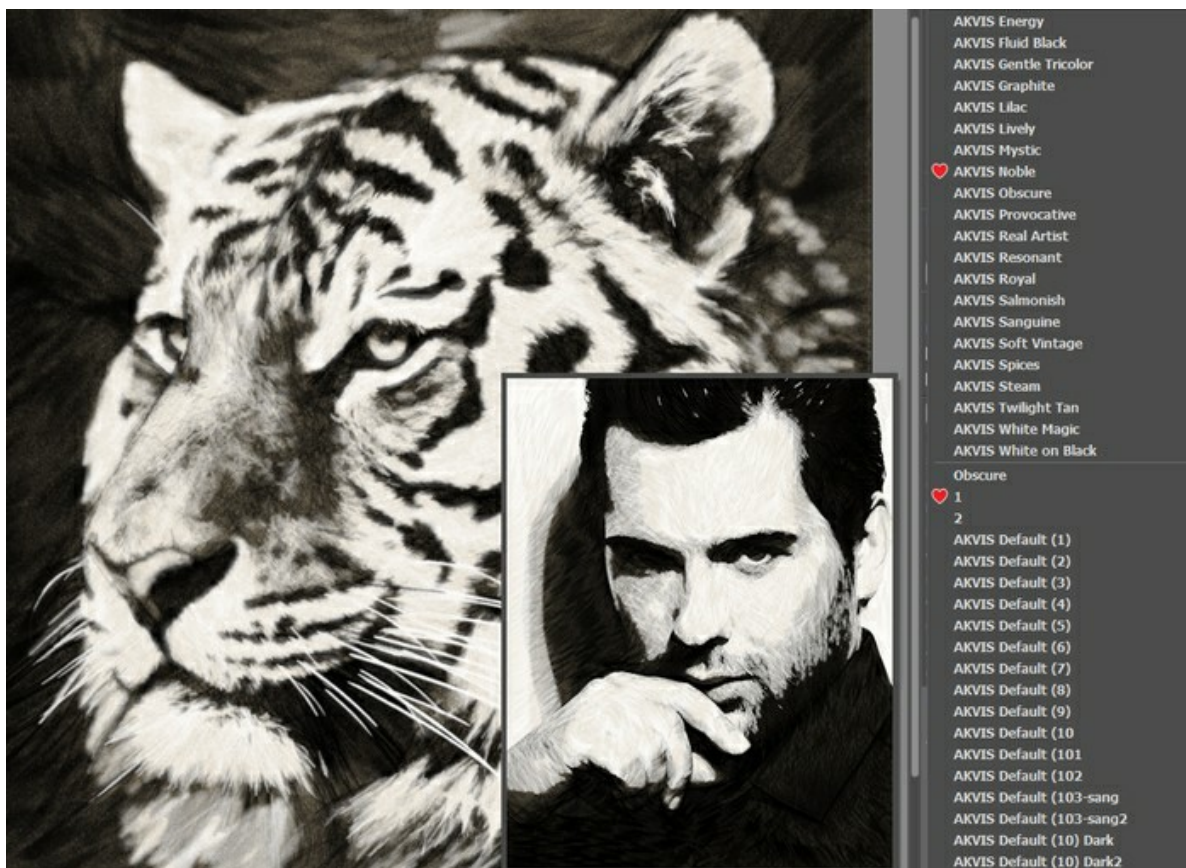 AKVIS Energy
AKVIS Fluid Black
AKVIS Gentle Tricolor
AKVIS Graphite
AKVIS Lilac
AKVIS Lively
AKVIS Mystic
AKVIS Noble
AKVIS Obscure
AKVIS Provocative
AKVIS Real Artist
AKVIS Resonant
AKVIS Royal
AKVIS Salmonish
AKVIS Sanguine
AKVIS Soft Vintage
AKVIS Spices
AKVIS Steam
AKVIS Twilight Tan
AKVIS White Magic
AKVIS White on Black
Obscure
1
2
AKVIS Default (1)
AKVIS Default (2)
AKVIS Default (3)
AKVIS Default (4)
AKVIS Default (5)
AKVIS Default (6)
AKVIS Default (7)
AKVIS Default (8)
AKVIS Default (9)
AKVIS Default (10
AKVIS Default (101
AKVIS Default (102
AKVIS Default (103-sang
AKVIS Default (103-sang2
AKVIS Default (10) Dark
AKVIS Default (10) Dark2